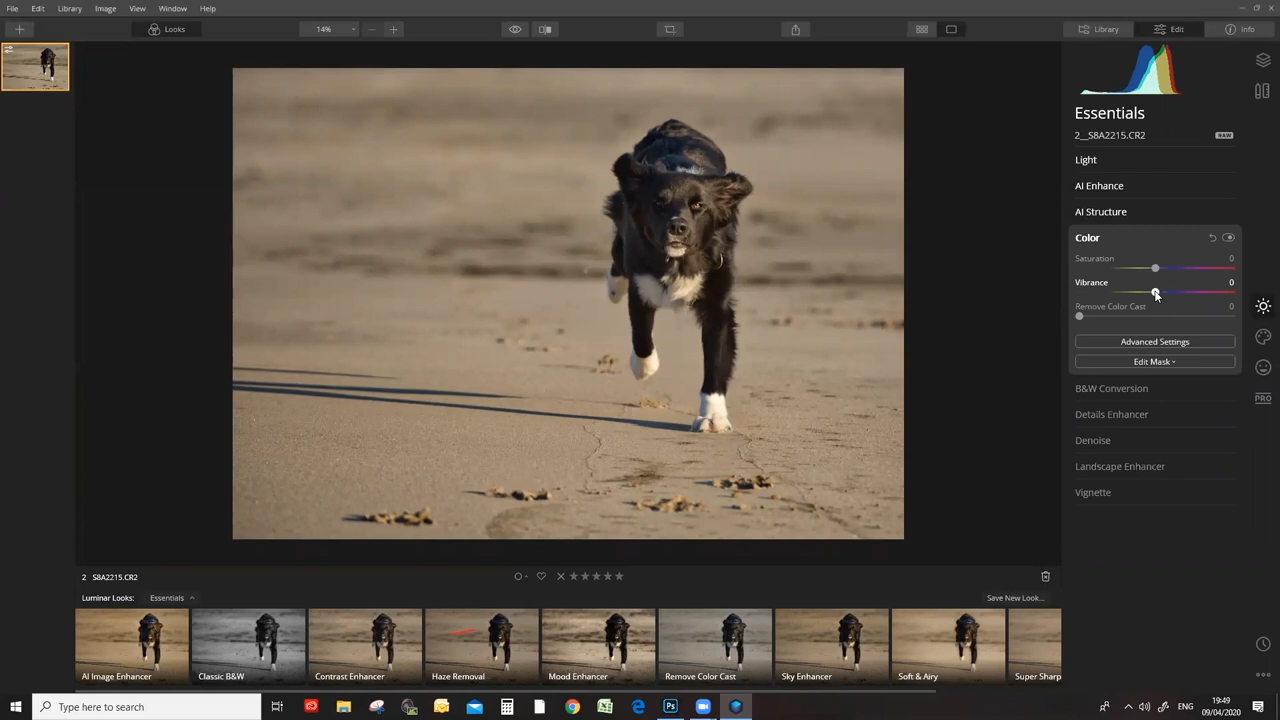 File Edit Library Image View Window Help
Looks 14% Library Edit Info
Essentials
2__S8A2215.CR2 RAW
Light
AI Enhance
AI Structure
Color
Saturation 0
Vibrance 0
Remove Color Cast 0
Advanced Settings
Edit Mask
PRO
B&W Conversion
Details Enhancer
Denoise
Landscape Enhancer
Vignette
2__S8A2215.CR2
Luminar Looks: Essentials Save New Look...
AI Image Enhancer Classic B&W Contrast Enhancer Haze Removal Mood Enhancer Remove Color Cast Sky Enhancer Soft & Airy Super Sharp
Type here to search Ps ENG 19:49
09/04/2020